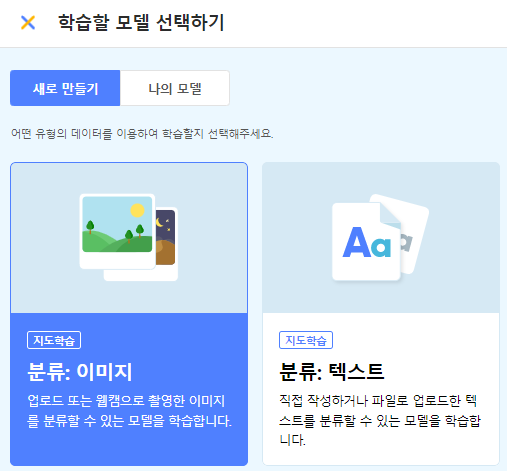 학습할 모델 선택하기
새로 만들기
나의 모델
어떤 유형의 데이터를 이용하여 학습할지 선택해주세요.
지도학습
분류: 이미지
업로드 또는 웹캠으로 촬영한 이미지
를 분류할 수 있는 모델을 학습합니다.
Aa
a
지도학습
분류: 텍스트
직접 작성하거나 파일로 업로드한 텍
스트를 분류할 수 있는 모델을 학습합
니다.